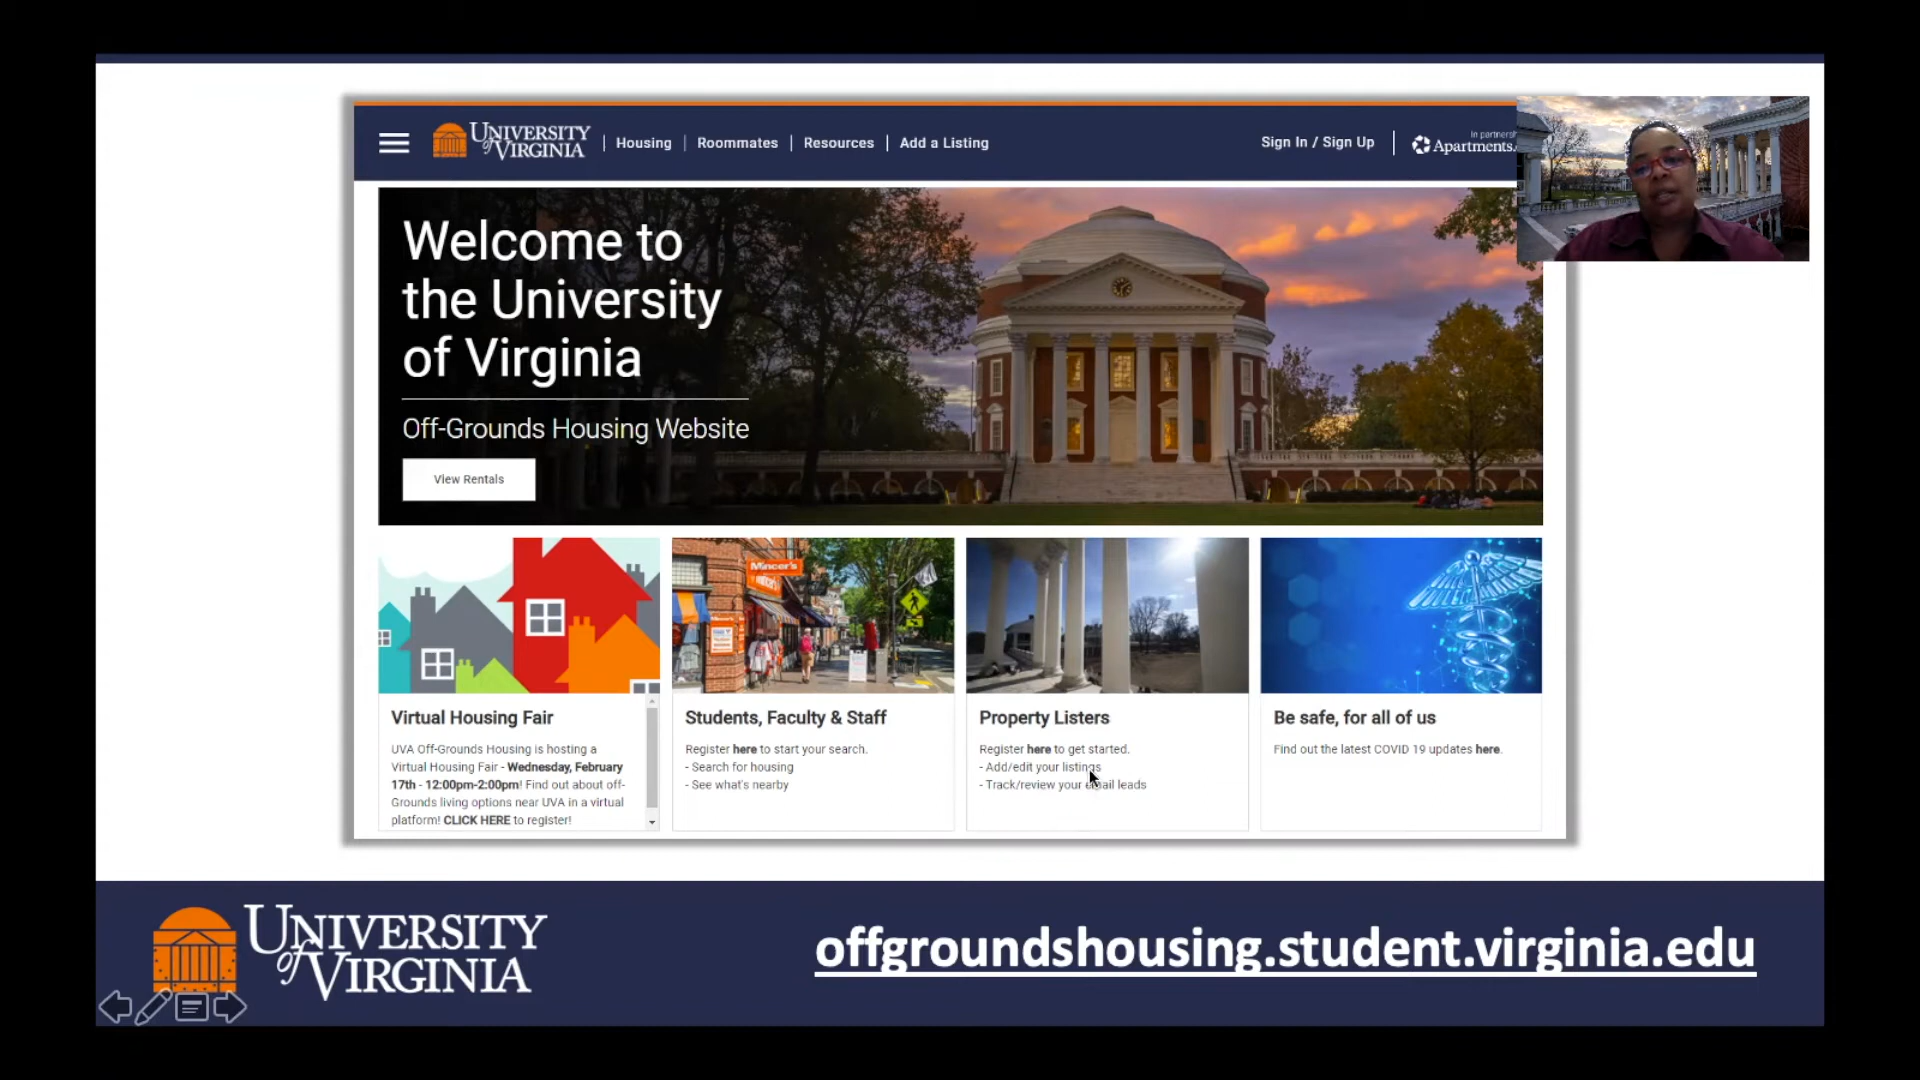 UNIVERSITY of VIRGINIA
Housing
Roommates
Resources
Add a Listing
Sign In / Sign Up
In partnersh
Apartments.
Welcome to
the University
of Virginia
Off-Grounds Housing Website
View Rentals
Mincer's
Virtual Housing Fair
UVA Off-Grounds Housing is hosting a
Virtual Housing Fair - Wednesday, February
17th - 12:00pm-2:00pm! Find out about off-
Grounds living options near UVA in a virtual
platform! CLICK HERE to register!
Students, Faculty & Staff
Register here to start your search.
- Search for housing
- See what's nearby
Property Listers
Register here to get started.
- Add/edit your listings
- Track/review your email leads
Be safe, for all of us
Find out the latest COVID 19 updates here.
UNIVERSITY
of VIRGINIA
offgroundshousing.student.virginia.edu